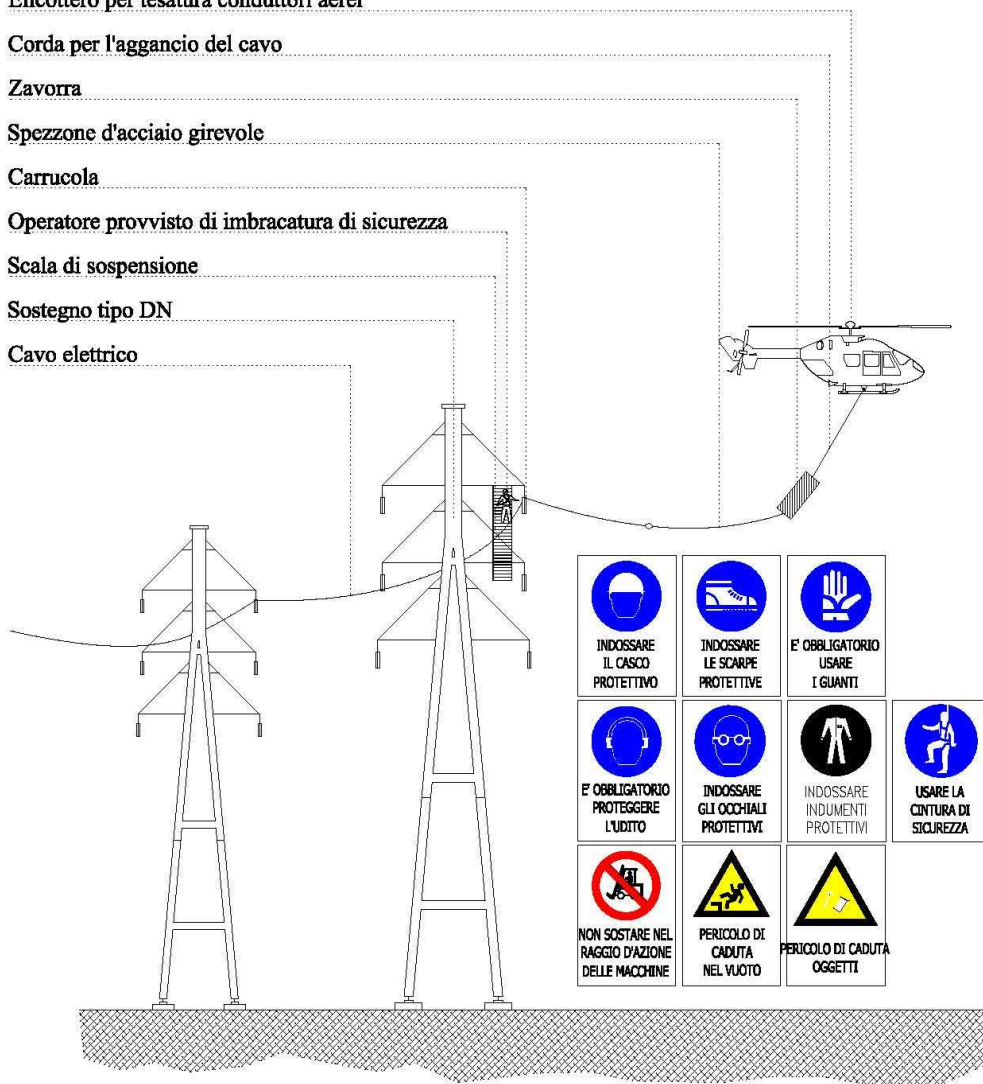 Elicottero per tesatura conduttori aerei
Corda per l'aggancio del cavo
Zavorra
Spezzone d'acciaio girevole
Carrucola
Operatore provvisto di imbracatura di sicurezza
Scala di sospensione
Sostegno tipo DN
Cavo elettrico
INDOSSARE
IL CASCO
PROTETTIVO
INDOSSARE
LE SCARPE
PROTETTIVE
E' OBBLIGATORIO
USARE
I GUANTI
E' OBBLIGATORIO
PROTEGGERE
L'UDITO
INDOSSARE
GLI OCCHIALI
PROTETTIVI
INDOSSARE
INDUMENTI
PROTETTIVI
USARE LA
CINTURA DI
SICUREZZA
NON SOSTARE NEL
RAGGIO D'AZIONE
DELLE MACCHINE
PERICOLO DI
CADUTA
NEL VUOTO
PERICOLO DI CADUTA
OGGETTI